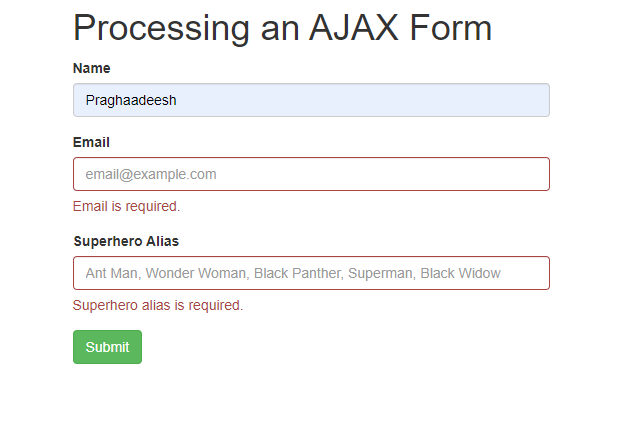 Processing an AJAX Form
Name
Praghaadeesh
Email
email@example.com
Email is required.
Superhero Alias
Ant Man, Wonder Woman, Black Panther, Superman, Black Widow
Superhero alias is required.
Submit